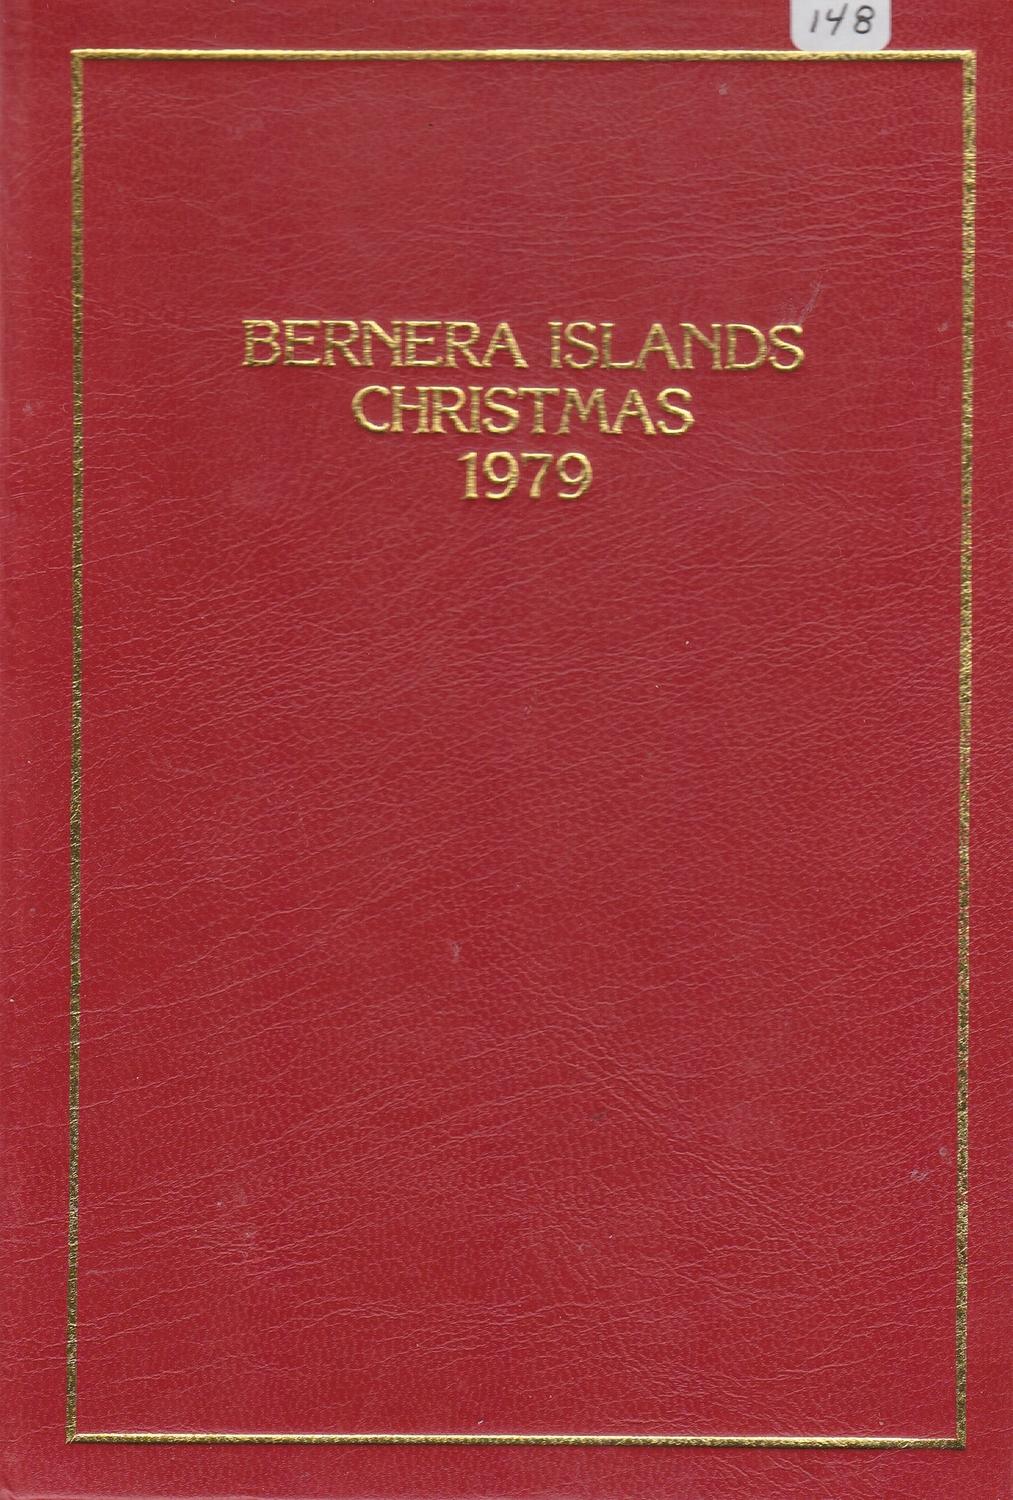 148
BERNERA ISLANDS
CHRISTMAS
1979